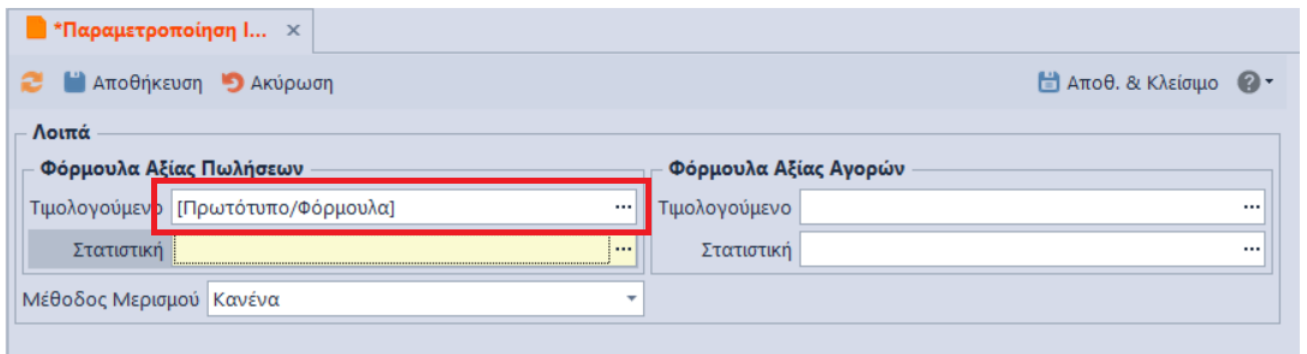 *Παραμετροποίηση Ι... ×
Αποθήκευση Ακύρωση Αποθ. & Κλείσιμο ?
Λοιπά
Φόρμουλα Αξίας Πωλήσεων Φόρμουλα Αξίας Αγορών
Τιμολογούμενο [Πρωτότυπο/Φόρμουλα] ... Τιμολογούμενο ...
Στατιστική ... Στατιστική ...
Μέθοδος Μερισμού Κανένα